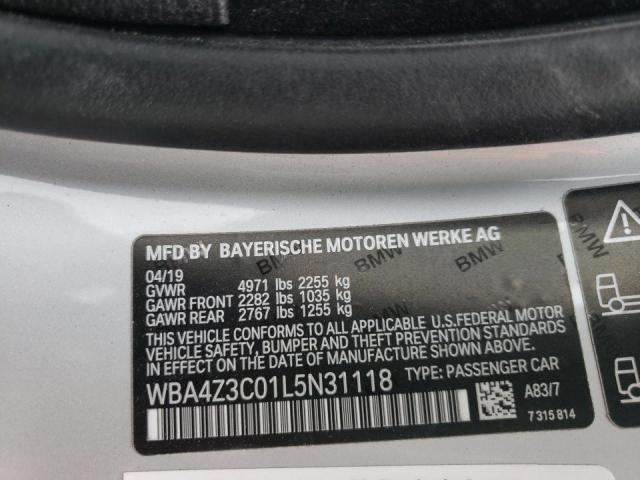 MFD BY BAYERISCHE MOTOREN WERKE AG
04/19
GVWR 4971 lbs 2255 kg
GAWR FRONT 2282 lbs 1035 kg
GAWR REAR 2767 lbs 1255 kg
THIS VEHICLE CONFORMS TO ALL APPLICABLE U.S.FEDERAL MOTOR
VEHICLE SAFETY, BUMPER AND THEFT PREVENTION STANDARDS
IN EFFECT ON THE DATE OF MANUFACTURE SHOWN ABOVE.
WBA4Z3C01L5N31118 TYPE: PASSENGER CAR
A83/7
7 315 814